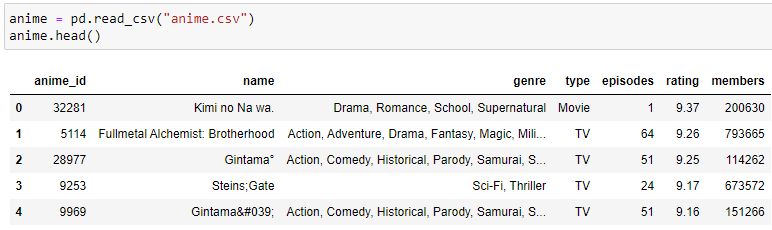 anime = pd.read_csv("anime.csv")
anime.head()
anime_id name genre type episodes rating members
0 32281 Kimi no Na wa. Drama, Romance, School, Supernatural Movie 1 9.37 200630
1 5114 Fullmetal Alchemist: Brotherhood Action, Adventure, Drama, Fantasy, Magic, Mili... TV 64 9.26 793665
2 28977 Gintama° Action, Comedy, Historical, Parody, Samurai, S... TV 51 9.25 114262
3 9253 Steins;Gate Sci-Fi, Thriller TV 24 9.17 673572
4 9969 Gintama&#039; Action, Comedy, Historical, Parody, Samurai, S... TV 51 9.16 151266